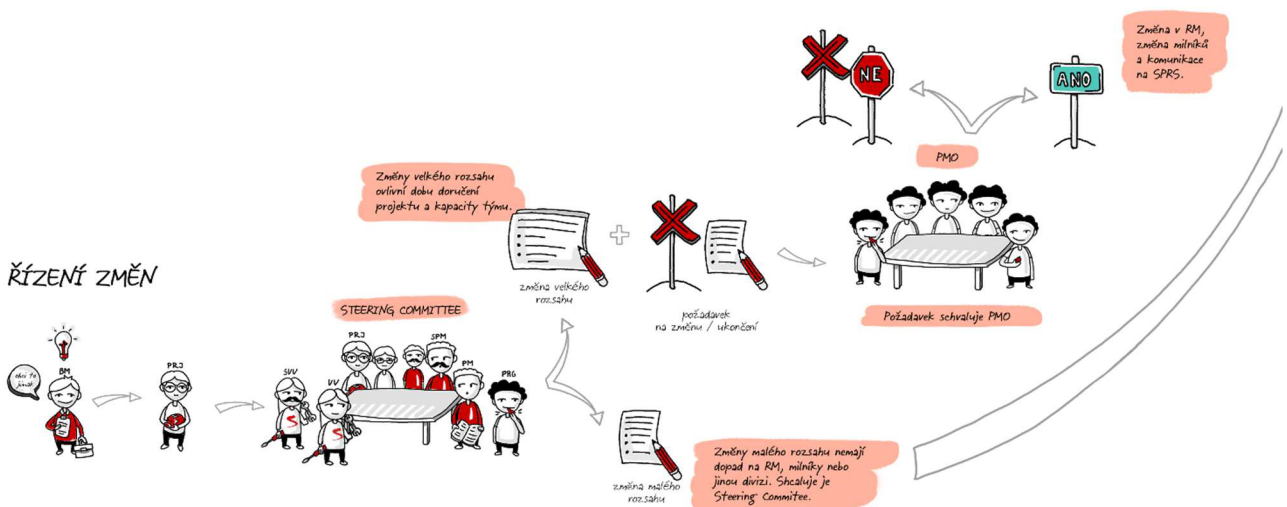 ŘÍZENÍ ZMĚN
BM
chci to
jinak
PRJ
STEERING COMMITTEE
SVV
VV
PRJ
SPM
PM
PRG
S
S
Změny velkého rozsahu
ovlivní dobu doručení
projektu a kapacity týmu.
změna velkého
rozsahu
požadavek
na změnu / ukončení
změna malého
rozsahu
Změny malého rozsahu nemají
dopad na RM, milníky nebo
jinou divizi. Shcaluje je
Steering Commitee.
PMO
Požadavek schvaluje PMO
NE
ANO
Změna v RM,
změna milníků
a komunikace
na SPRS.